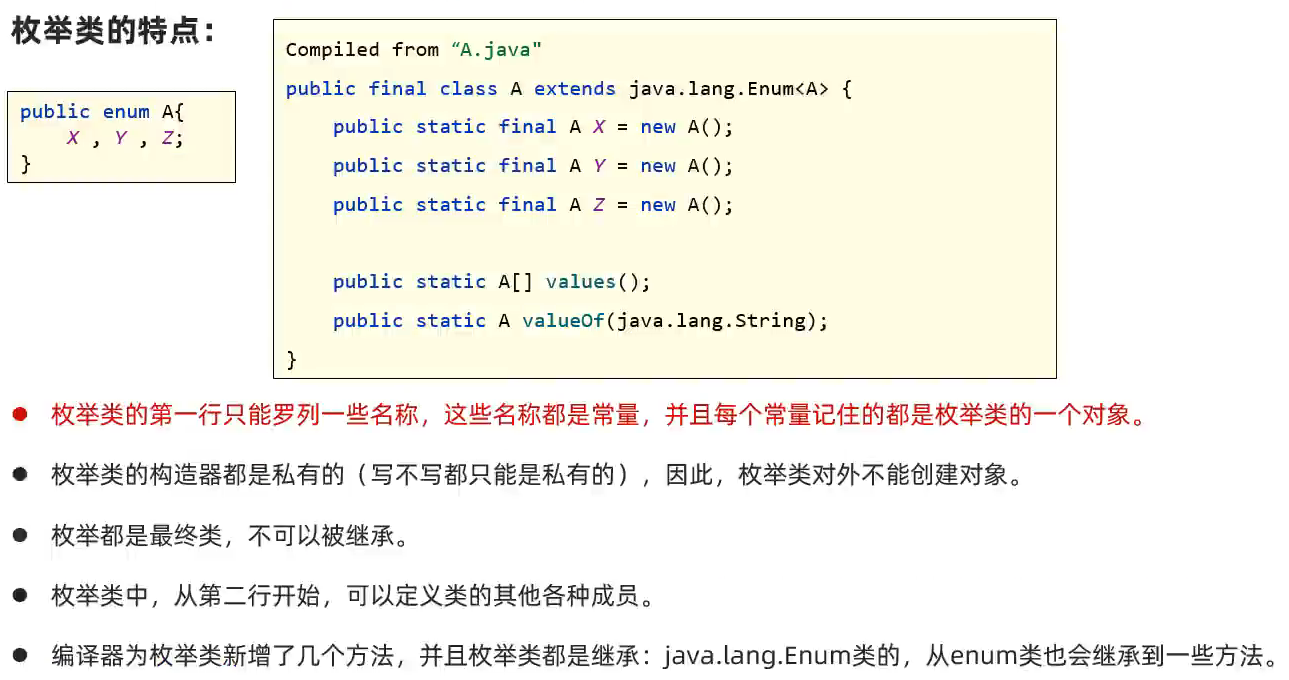 枚举类的特点：
public enum A{
X , Y , Z;
}
Compiled from “A.java"
public final class A extends java.lang.Enum<A> {
public static final A X = new A();
public static final A Y = new A();
public static final A Z = new A();
public static A[] values();
public static A valueOf(java.lang.String);
}
● 枚举类的第一行只能罗列一些名称，这些名称都是常量，并且每个常量记住的都是枚举类的一个对象。
● 枚举类的构造器都是私有的（写不写都只能是私有的），因此，枚举类对外不能创建对象。
● 枚举都是最终类，不可以被继承。
● 枚举类中，从第二行开始，可以定义类的其他各种成员。
● 编译器为枚举类新增了几个方法，并且枚举类都是继承：java.lang.Enum类的，从enum类也会继承到一些方法。